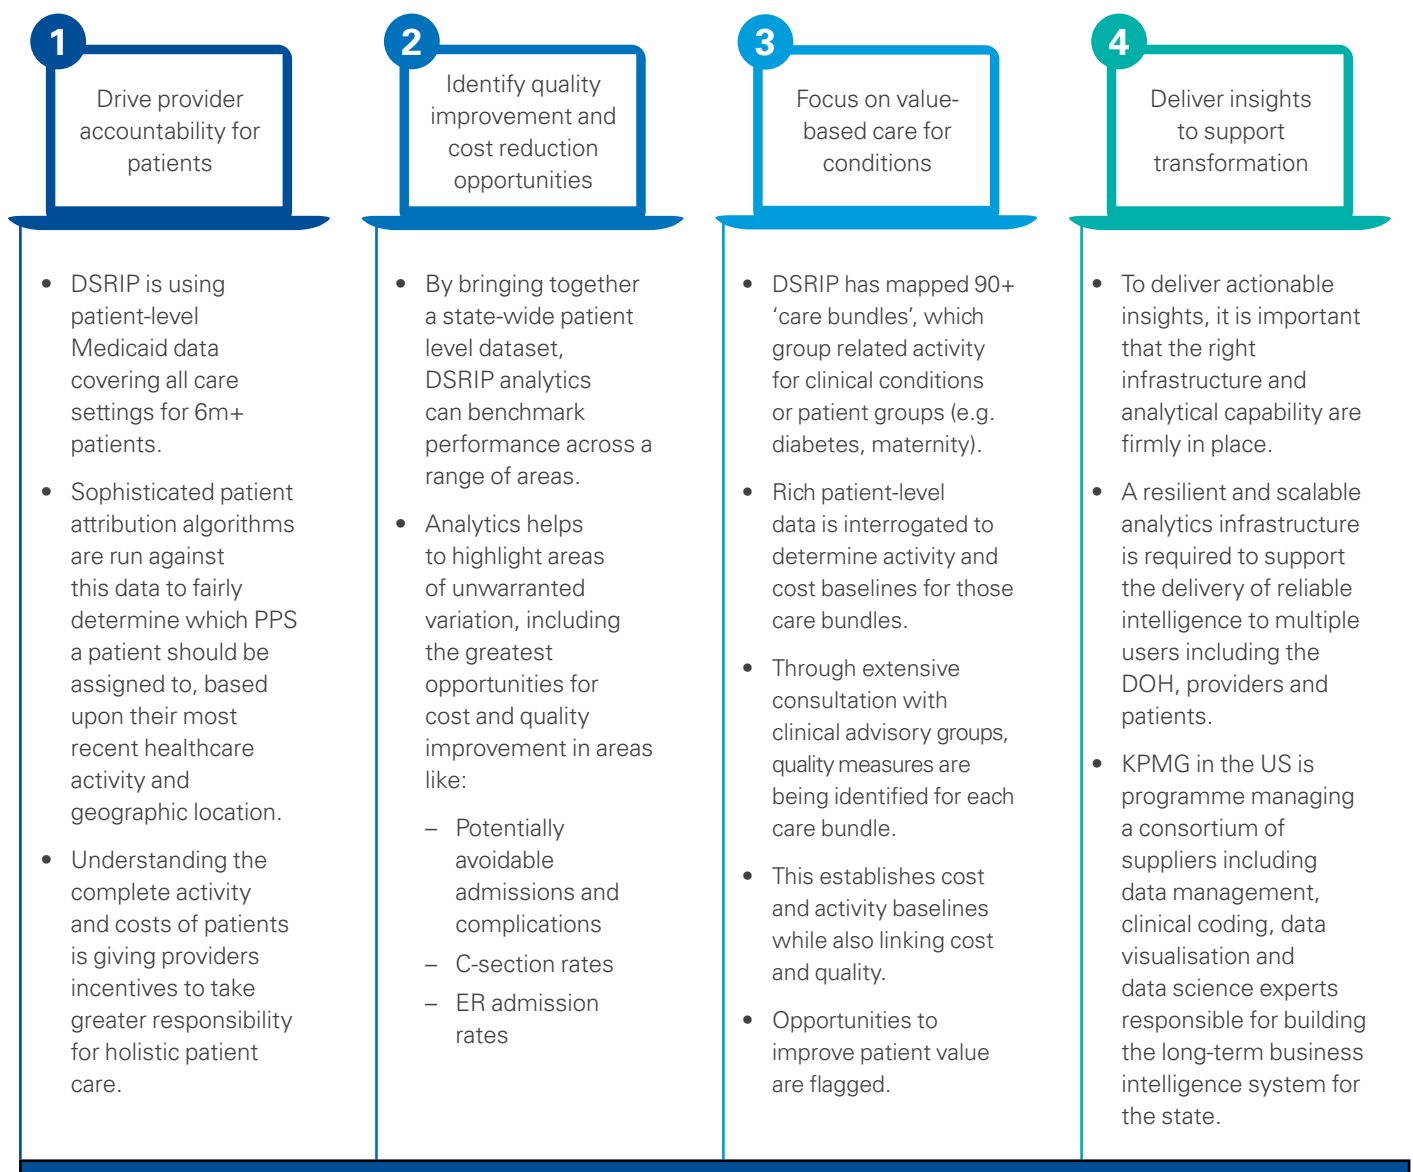 1
Drive provider
accountability for
patients
• DSRIP is using
patient-level
Medicaid data
covering all care
settings for 6m+
patients.
• Sophisticated patient
attribution algorithms
are run against
this data to fairly
determine which PPS
a patient should be
assigned to, based
upon their most
recent healthcare
activity and
geographic location.
• Understanding the
complete activity
and costs of patients
is giving providers
incentives to take
greater responsibility
for holistic patient
care.
2
Identify quality
improvement and
cost reduction
opportunities
• By bringing together
a state-wide patient
level dataset,
DSRIP analytics
can benchmark
performance across a
range of areas.
• Analytics helps
to highlight areas
of unwarranted
variation, including
the greatest
opportunities for
cost and quality
improvement in areas
like:
– Potentially
avoidable
admissions and
complications
– C-section rates
– ER admission
rates
3
Focus on value-
based care for
conditions
• DSRIP has mapped 90+
‘care bundles’, which
group related activity
for clinical conditions
or patient groups (e.g.
diabetes, maternity).
• Rich patient-level
data is interrogated to
determine activity and
cost baselines for those
care bundles.
• Through extensive
consultation with
clinical advisory groups,
quality measures are
being identified for each
care bundle.
• This establishes cost
and activity baselines
while also linking cost
and quality.
• Opportunities to
improve patient value
are flagged.
4
Deliver insights
to support
transformation
• To deliver actionable
insights, it is important
that the right
infrastructure and
analytical capability are
firmly in place.
• A resilient and scalable
analytics infrastructure
is required to support
the delivery of reliable
intelligence to multiple
users including the
DOH, providers and
patients.
• KPMG in the US is
programme managing
a consortium of
suppliers including
data management,
clinical coding, data
visualisation and
data science experts
responsible for building
the long-term business
intelligence system for
the state.